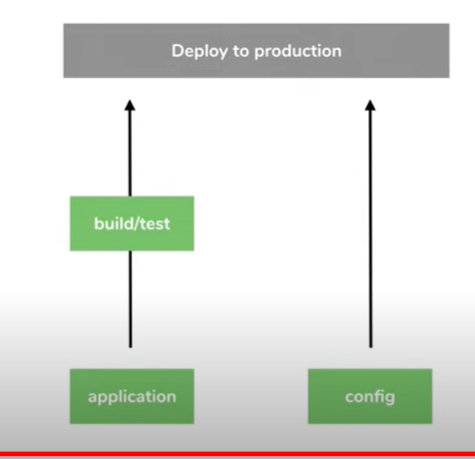 Deploy to production
build/test
application
config